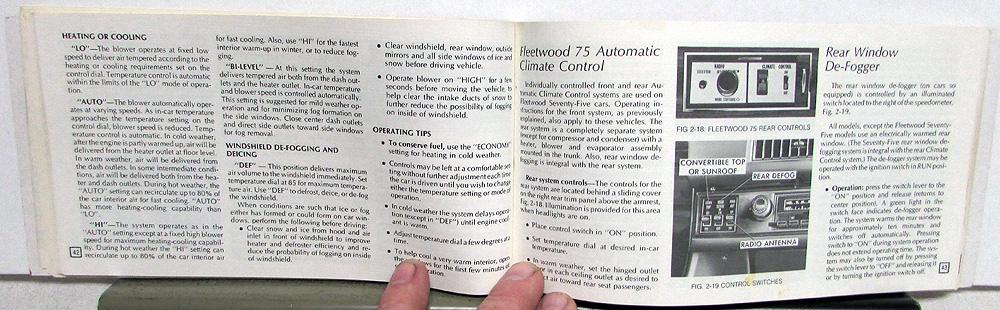 HEATING OR COOLING
"LO"—The blower operates at fixed low
speed to deliver air tempered according to the
heating or cooling requirements set on the
control dial. Temperature control is automatic
within the limits of the "LO" mode of opera-
tion.
"AUTO"—The blower automatically oper-
ates at varying speeds. As in-car temperature
approaches the temperature setting on the
control dial, blower speed is reduced. Temp-
erature control is automatic. In cold weather,
after the engine is partly warmed up, air will be
delivered from the heater outlet at floor level.
In warm weather, air will be delivered from
the dash outlets. In some intermediate condi-
tions, air will be delivered from both the hea-
ter and dash outlets. During hot weather, the
"AUTO" setting can recirculate up to 80% of
the car interior air for fast cooling. "AUTO"
has more heating-cooling capability than
"LO".
"HI"—The system operates as in the
"AUTO" setting except at a fixed high blower
speed for maximum heating-cooling capabil-
ity. During hot weather the "HI" setting can
recirculate up to 80% of the car interior air
42
for fast cooling. Also, use "HI" for the fastest
interior warm-up in winter, or to reduce fog-
ging.
"BI-LEVEL" — At this setting the system
delivers tempered air both from the dash out-
lets and the heater outlet. In-car temperature
and blower speed is controlled automatically.
This setting is suggested for mild weather op-
eration and for minimizing fog formation on
the side windows. Close center dash outlets
and direct side outlets toward side windows
for fog removal.
WINDSHIELD DE-FOGGING AND
DEICING
"DEF" — This position delivers maximum
air volume to the windshield immediately. Set
temperature dial at 85 for maximum tempera-
ture air. Use "DEF" to defrost, deice, or de-fog
the windshield.
When conditions are such that ice or fog
either has formed or could form on car win-
dows, perform the following before driving:
• Clear snow and ice from hood and air
inlet in front of windshield to improve
heater and defroster efficiency and re-
duce the probability of fogging on inside
of windshield.
• Clear windshield, rear window, outside
mirrors and all side windows of ice and
snow before driving vehicle.
• Operate blower on "HIGH" for a few
seconds before moving the vehicle to
help clear the intake ducts of snow to
further reduce the possibility of fogging
on inside of windshield.
OPERATING TIPS
• To conserve fuel, use the "ECONOMY"
setting for heating in cold weather.
• Controls may be left at a comfortable set-
ting without further adjustment each time
the car is driven until you wish to change
either the temperature setting or mode of
operation.
• In cold weather the system delays opera-
tion (except in "DEF") until engine cool-
ant is warm.
• Adjust temperature dial a few degrees at a
time.
• To help cool a very warm interior, open
the windows for the first few minutes of
operation.
Fleetwood 75 Automatic
Climate Control
Individually controlled front and rear Au-
tomatic Climate Control systems are used on
Fleetwood Seventy-Five cars. Operating in-
structions for the front system, as previously
explained, also apply to these vehicles. The
rear system is a completely separate system
(except for compressor and condenser) with a
heater, blower and evaporator assembly
mounted in the trunk. Also, rear window de-
fogging is integral with the rear system.
Rear system controls—The controls for the
rear system are located behind a sliding cover
on the right rear trim panel above the armrest.
Fig. 2-18. Illumination is provided for this area
when headlights are on.
• Place control switch in "ON" position.
• Set temperature dial at desired in-car
temperature.
• In warm weather, set the hinged outlet
door in each ceiling outlet as desired to
direct air toward rear seat passengers.
SELECTOR
RADIO
CLIMATE CONTROL
FIG 2-18: FLEETWOOD 75 REAR CONTROLS
CONVERTIBLE TOP
OR SUNROOF
REAR DEFOG
RADIO ANTENNA
FIG. 2-19 CONTROL SWITCHES
Rear Window
De-Fogger
The rear window de-fogger (on cars so
equipped) is controlled by an illuminated
switch located to the right of the speedometer,
Fig. 2-19.
All models, except the Fleetwood Seventy-
Five models use an electrically warmed rear
window. (The Seventy-Five rear window de-
fogging system is integral with the rear Climate
Control system.) The de-fogger system may be
operated with the ignition switch in RUN posi-
tion.
• Operation: press the switch lever to the
"ON" position and release (returns to
center position). A green light in the
switch face indicates de-fogger opera-
tion. The system warms the rear window
for approximately ten minutes and
switches off automatically. Pressing
switch to "ON" during system operation
does not extend operating time. The sys-
tem may also be turned off by pressing
the switch lever to "OFF" and releasing it
or by turning the ignition switch off.
43